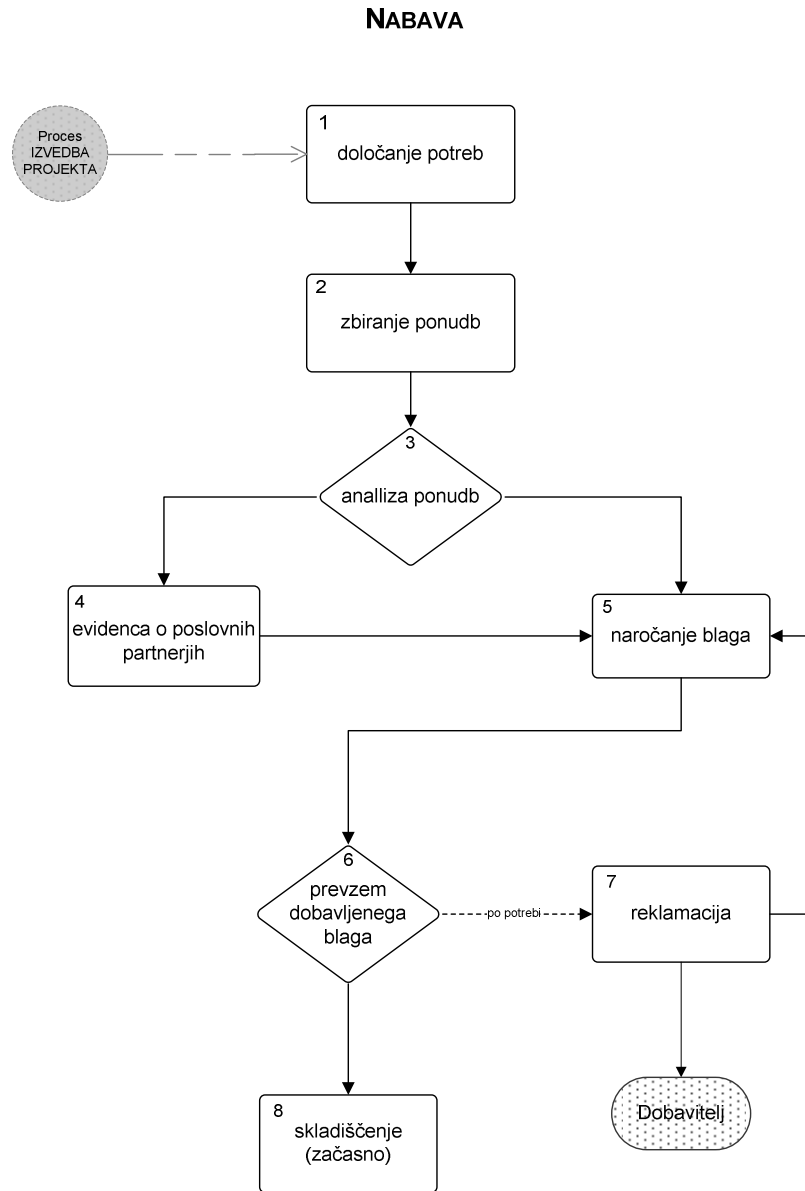 NABAVA
Proces
IZVEDBA
PROJEKTA
1
določanje potreb
2
zbiranje ponudb
3
analliza ponudb
4
evidenca o poslovnih
partnerjih
5
naročanje blaga
6
prevzem
dobavljenega
blaga
po potrebi
7
reklamacija
8
skladiščenje
(začasno)
Dobavitelj